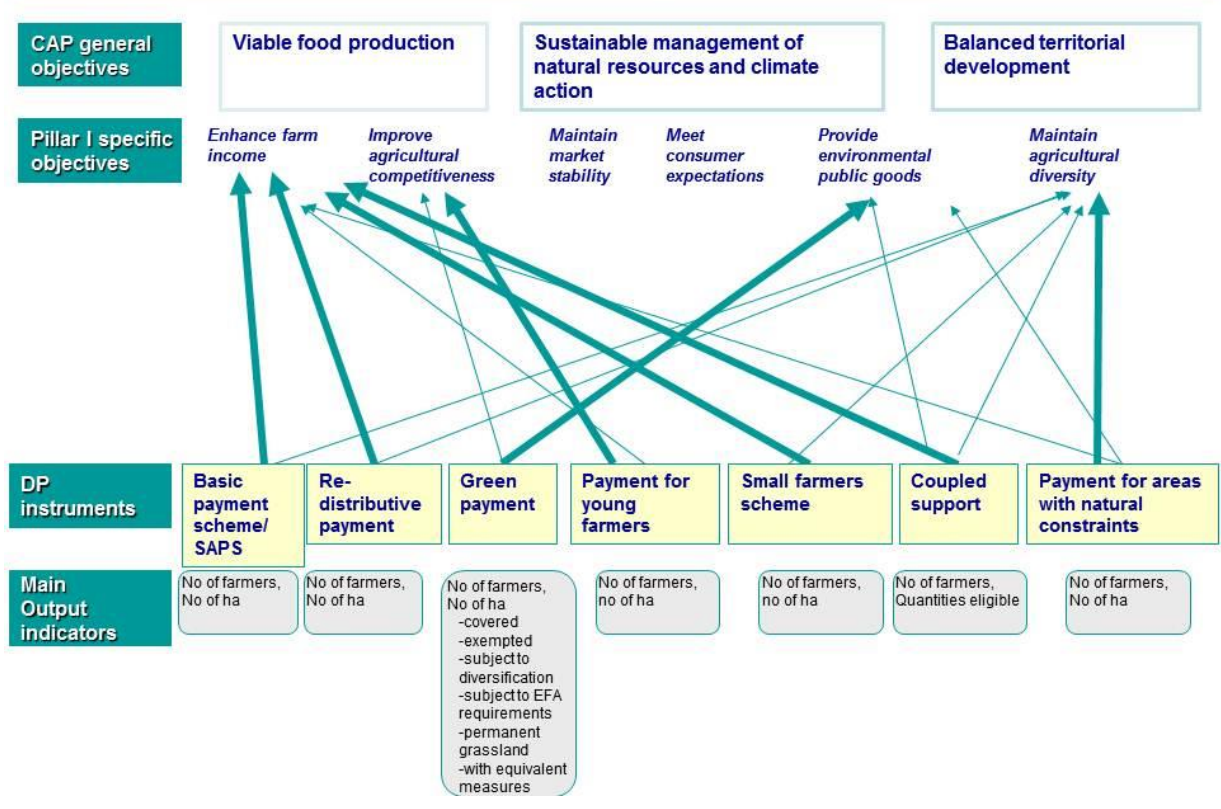 CAP general
objectives
Viable food production
Sustainable management of
natural resources and climate
action
Balanced territorial
development
Pillar I specific
objectives
Enhance farm
income
Improve
agricultural
competitiveness
Maintain
market
stability
Meet
consumer
expectations
Provide
environmental
public goods
Maintain
agricultural
diversity
DP
instruments
Basic
payment
scheme/
SAPS
Re-
distributive
payment
Green
payment
Payment for
young
farmers
Small farmers
scheme
Coupled
support
Payment for areas
with natural
constraints
Main
Output
indicators
No of farmers,
No of ha
No of farmers,
No of ha
No of farmers,
No of ha
-covered
-exempted
-subject to
diversification
-subject to EFA
requirements
-permanent
grassland
-with equivalent
measures
No of farmers,
no of ha
No of farmers,
no of ha
No of farmers,
Quantities eligible
No of farmers,
No of ha